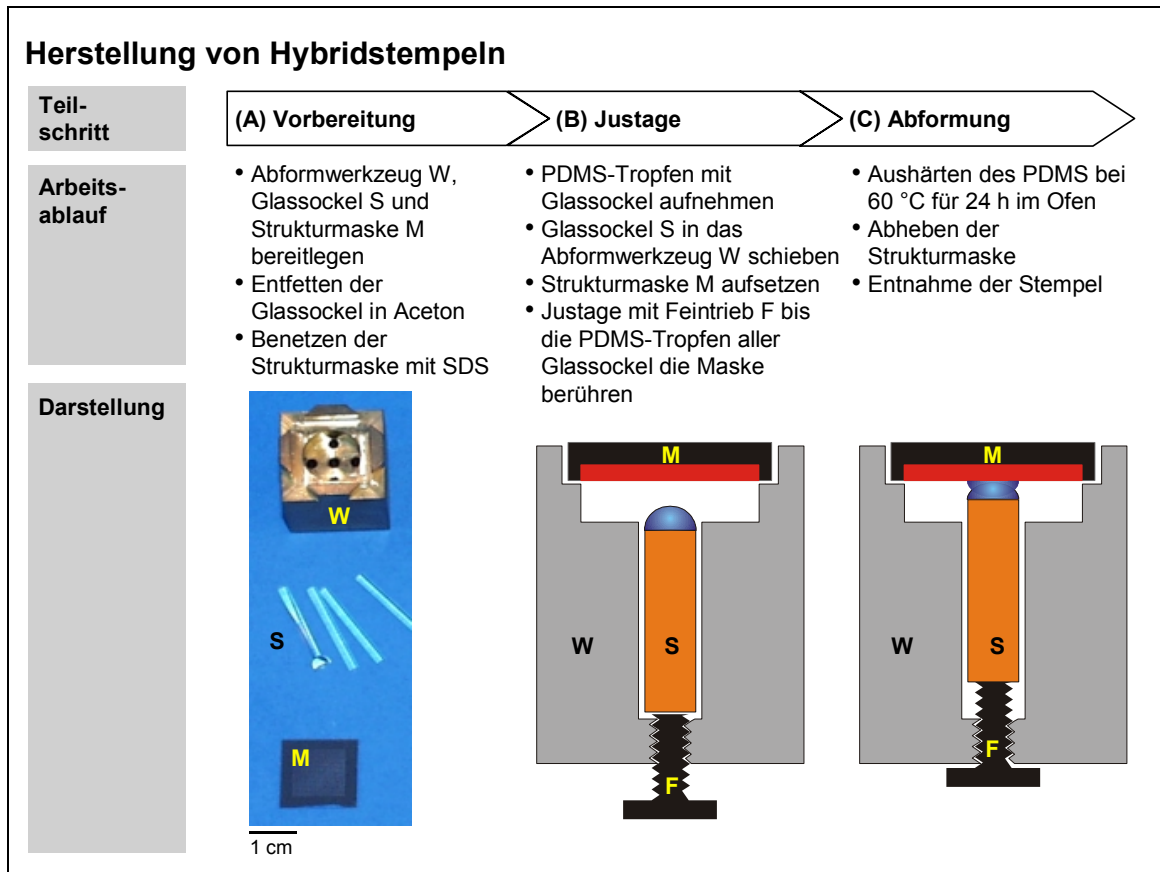 Herstellung von Hybridstempeln
Teil-
schritt
(A) Vorbereitung
(B) Justage
(C) Abformung
Arbeits-
ablauf
• Abformwerkzeug W,
Glassockel S und
Strukturmaske M
bereitlegen
• Entfetten der
Glassockel in Aceton
• Benetzen der
Strukturmaske mit SDS
• PDMS-Tropfen mit
Glassockel aufnehmen
• Glassockel S in das
Abformwerkzeug W schieben
• Strukturmaske M aufsetzen
• Justage mit Feintrieb F bis
die PDMS-Tropfen aller
Glassockel die Maske
berühren
• Aushärten des PDMS bei
60 °C für 24 h im Ofen
• Abheben der
Strukturmaske
• Entnahme der Stempel
Darstellung
W
S
M
1 cm
M
W
S
F
M
W
S
F